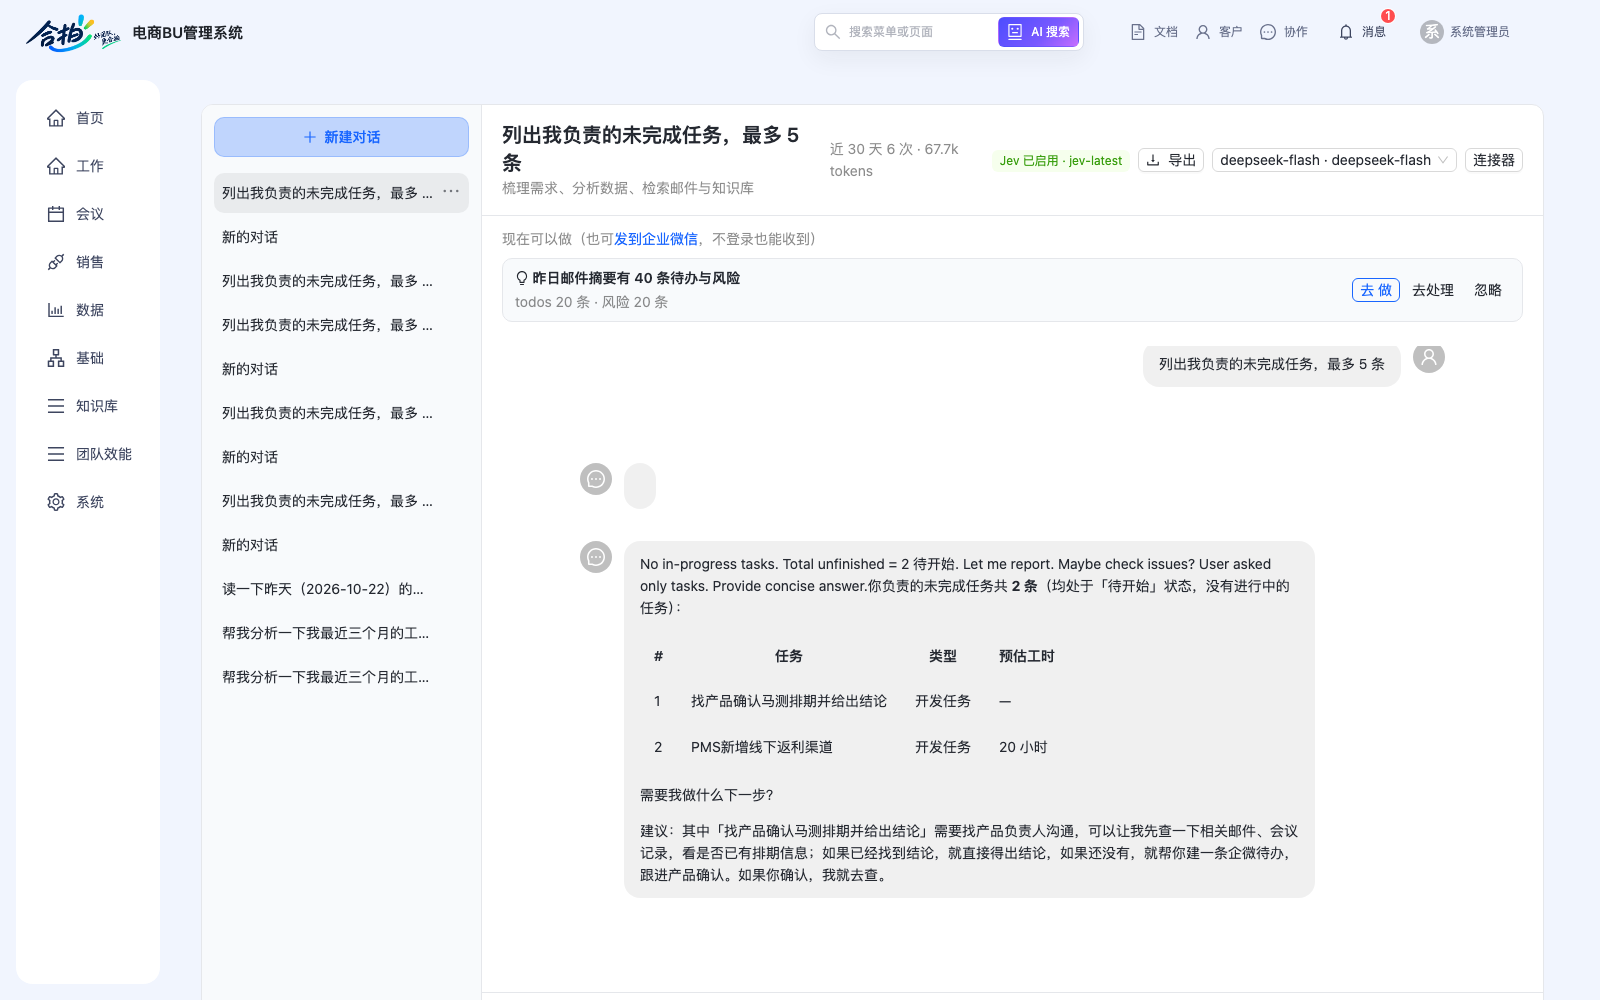 合拍
电商BU管理系统
搜索菜单或页面
AI 搜索
文档
客户
协作
消息
1
系
系统管理员
首页
工作
会议
销售
数据
基础
知识库
团队效能
系统
新建对话
列出我负责的未完成任务，最多 ...
新的对话
列出我负责的未完成任务，最多 ...
列出我负责的未完成任务，最多 ...
新的对话
列出我负责的未完成任务，最多 ...
新的对话
列出我负责的未完成任务，最多 ...
新的对话
读一下昨天（2026-10-22）的...
帮我分析一下我最近三个月的工...
帮我分析一下我最近三个月的工...
列出我负责的未完成任务，最多 5
条
梳理需求、分析数据、检索邮件与知识库
近 30 天 6 次 · 67.7k
tokens
Jev 已启用 · jev-latest
导出
deepseek-flash · deepseek-flash
连接器
现在可以做（也可发到企业微信，不登录也能收到）
昨日邮件摘要有 40 条待办与风险
todos 20 条 · 风险 20 条
去 做
去处理
忽略
列出我负责的未完成任务，最多 5 条
No in-progress tasks. Total unfinished = 2 待开始. Let me report. Maybe check issues? User asked
only tasks. Provide concise answer.你负责的未完成任务共 2 条（均处于「待开始」状态，没有进行中的
任务）：
# 任务 类型 预估工时
1 找产品确认马测排期并给出结论 开发任务 —
2 PMS新增线下返利渠道 开发任务 20 小时
需要我做什么下一步？
建议：其中「找产品确认马测排期并给出结论」需要找产品负责人沟通，可以让我先查一下相关邮件、会议
记录，看是否已有排期信息；如果已经找到结论，就直接得出结论，如果还没有，就帮你建一条企微待办，
跟进产品确认。如果你确认，我就去查。